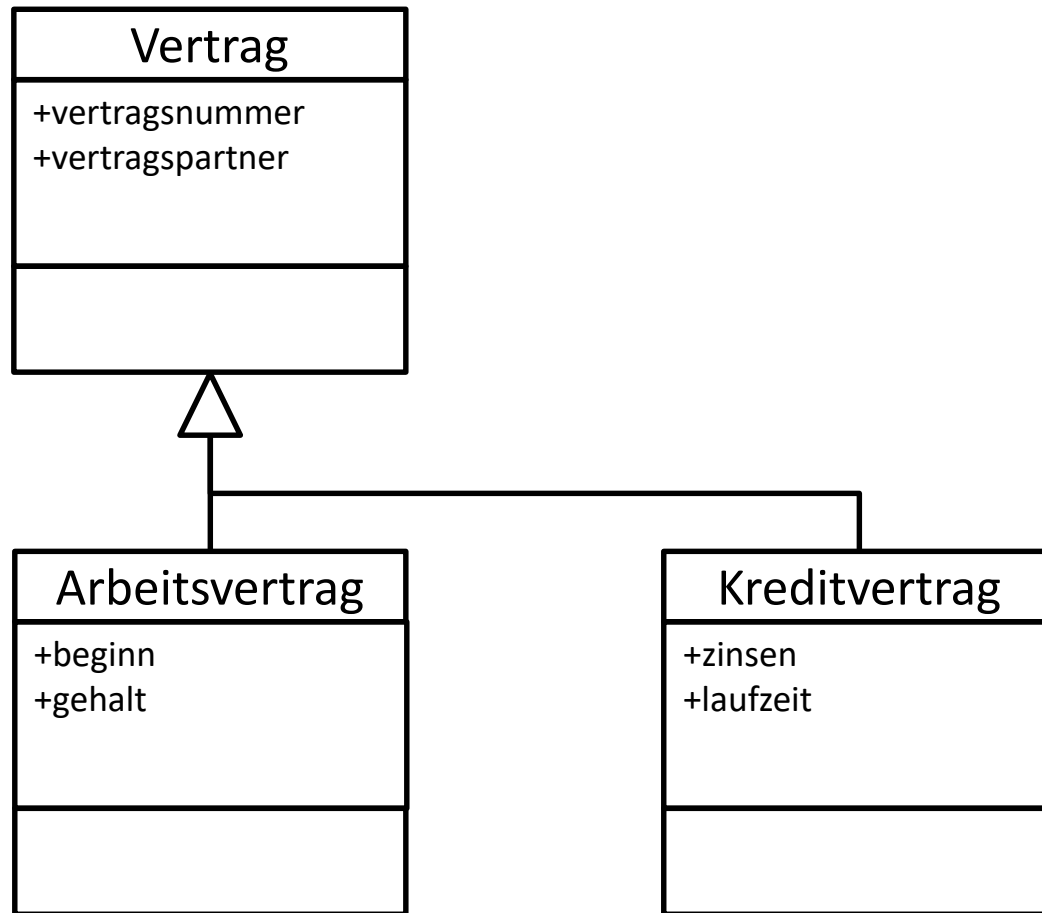 Vertrag
+vertragsnummer
+vertragspartner
Arbeitsvertrag
+beginn
+gehalt
Kreditvertrag
+zinsen
+laufzeit